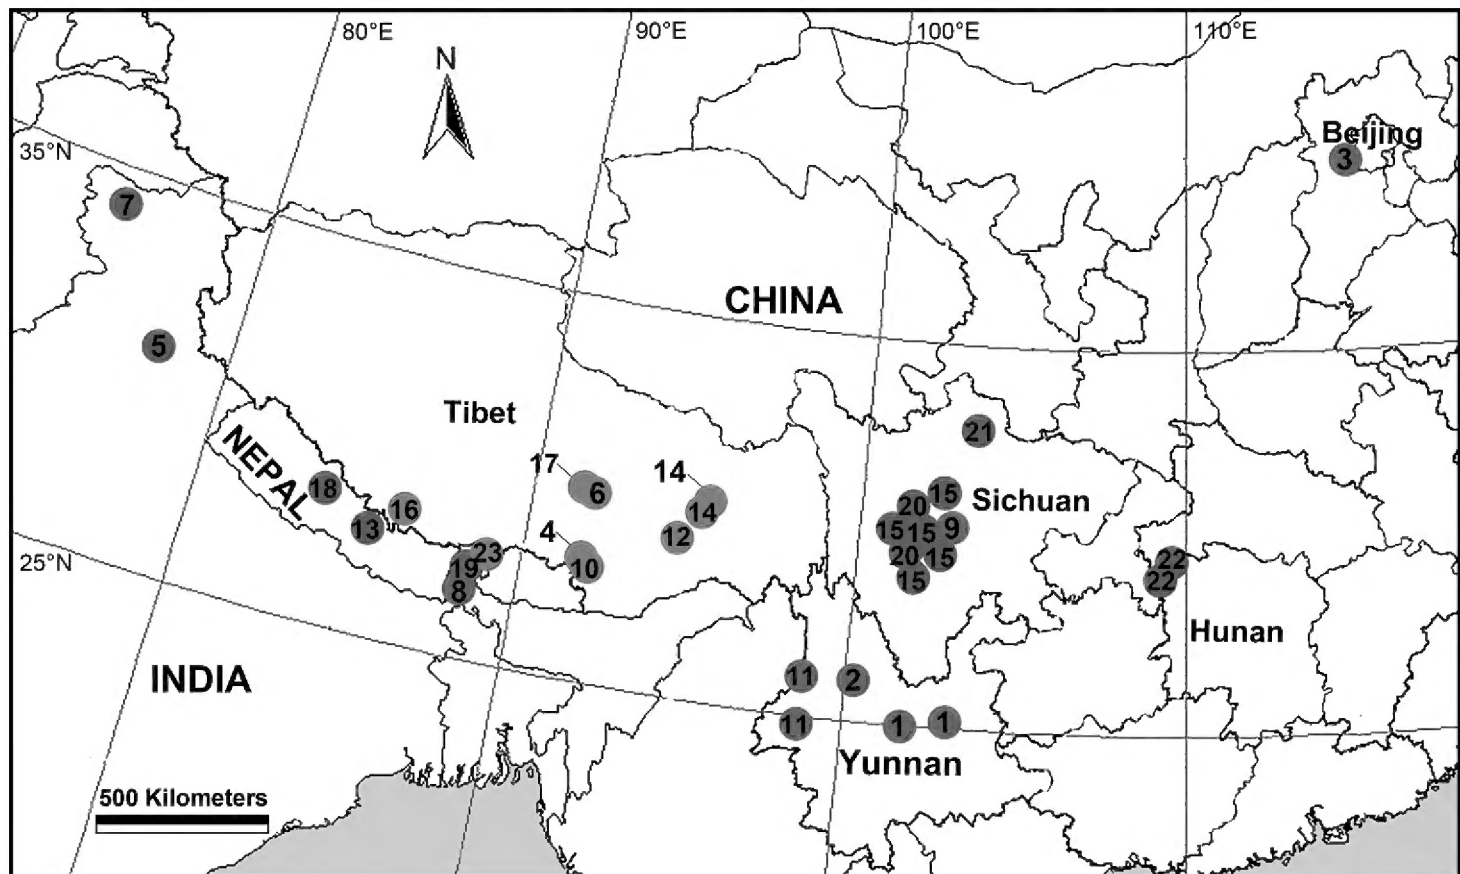 80°E
90°E
100°E
110°E
N
35°N
Beijing
3
7
CHINA
5
Tibet
21
NEPAL
17
14
18
6
15
Sichuan
16
20
14
13
15
15
9
12
4
23
20
15
22
25°N
19
10
15
22
8
Hunan
INDIA
11
2
11
1
1
Yunnan
500 Kilometers